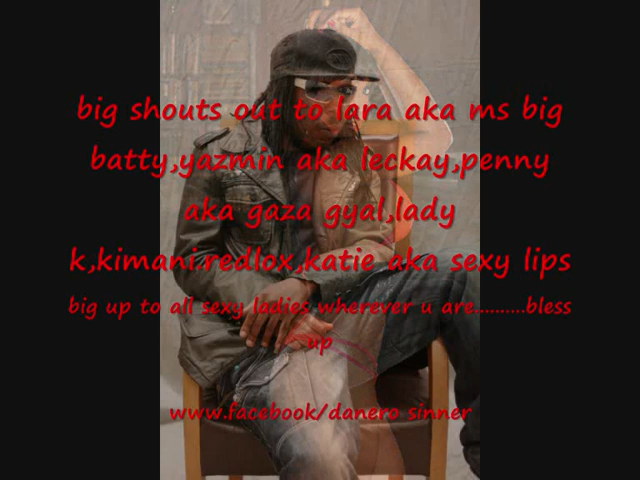 big shouts out to lara aka ms big
batty,yazmin aka leckay,penny
aka gaza gyal,lady
k,kimani.redlox,katie aka sexy lips
big up to all sexy ladies wherever u are..........bless
up
www.facebook/danero sinner